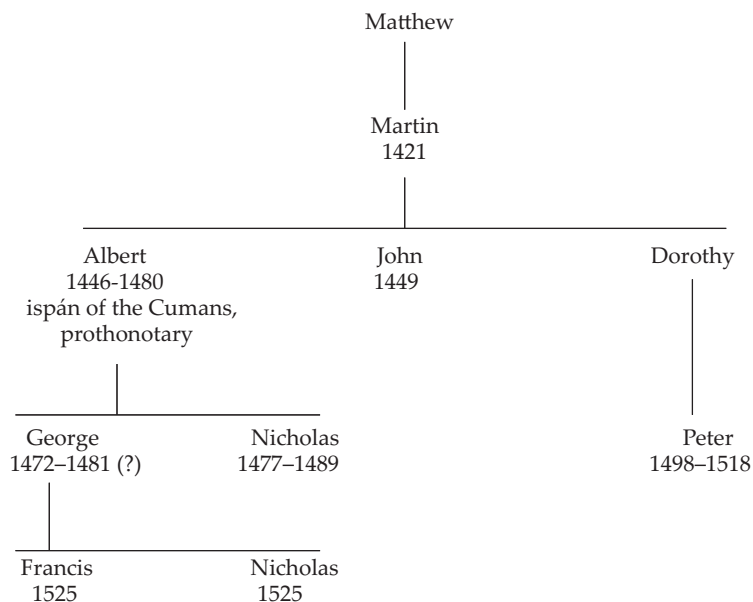 Matthew
Martin
1421
Albert
1446-1480
ispán of the Cumans,
prothonotary
John
1449
Dorothy
George
1472–1481 (?)
Nicholas
1477–1489
Peter
1498–1518
Francis
1525
Nicholas
1525